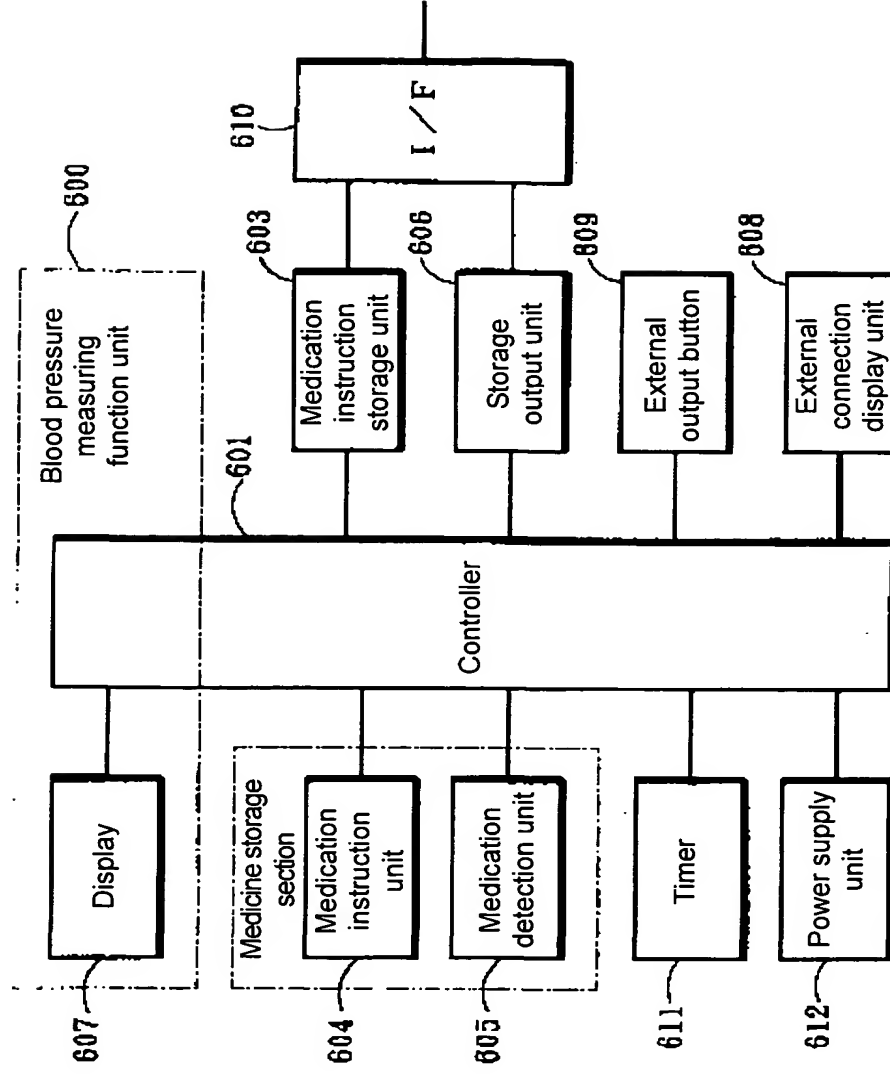 600
Blood pressure
measuring
function unit
607
Display
601
Controller
Medicine storage
section
604
Medication
instruction
unit
605
Medication
detection unit
611
Timer
612
Power supply
unit
603
Medication
instruction
storage unit
606
Storage
output unit
609
External
output button
608
External
connection
display unit
610
I/F